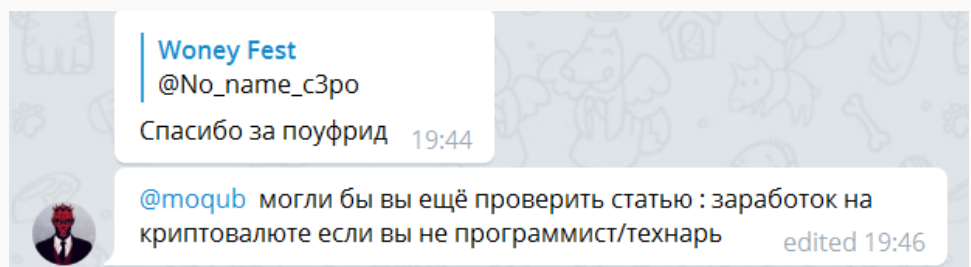 Woney Fest
@No_name_c3po
Спасибо за поуфрид 19:44
@moqub могли бы вы ещё проверить статью : заработок на
криптовалюте если вы не программист/технарь edited 19:46